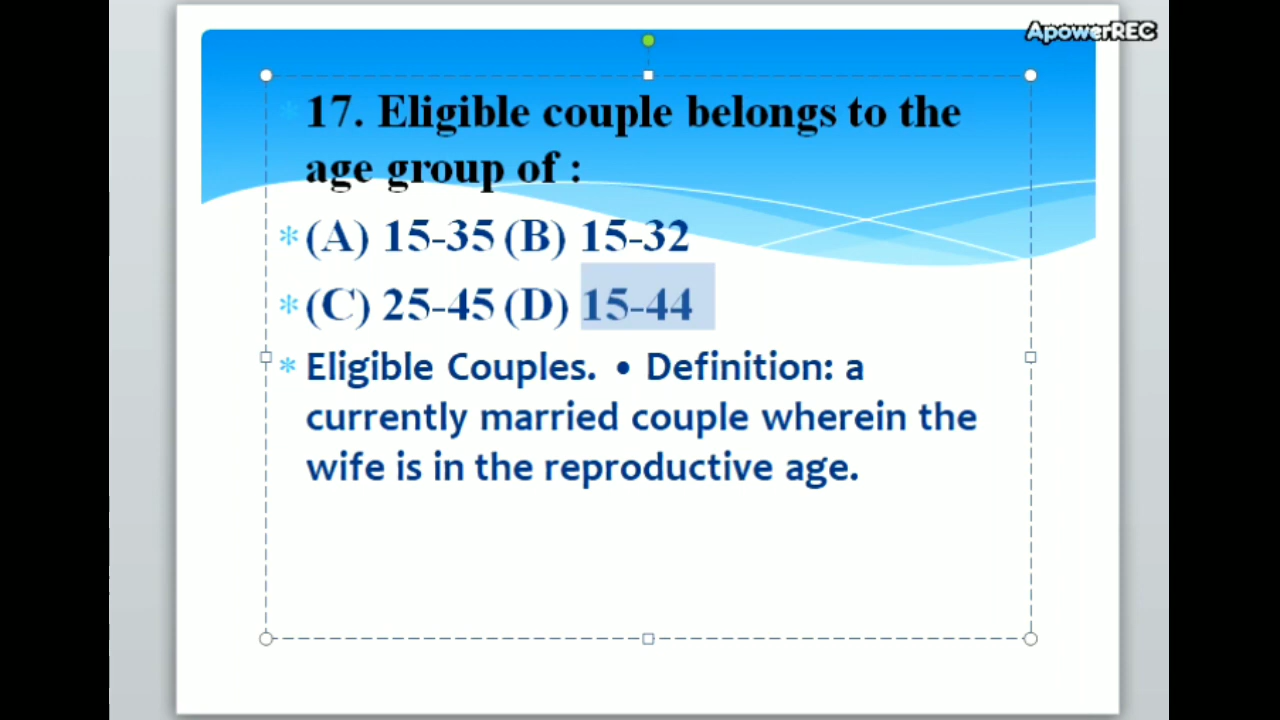 ApowerREC
* 17. Eligible couple belongs to the
age group of :
* (A) 15-35 (B) 15-32
* (C) 25-45 (D) 15-44
* Eligible Couples. • Definition: a
currently married couple wherein the
wife is in the reproductive age.